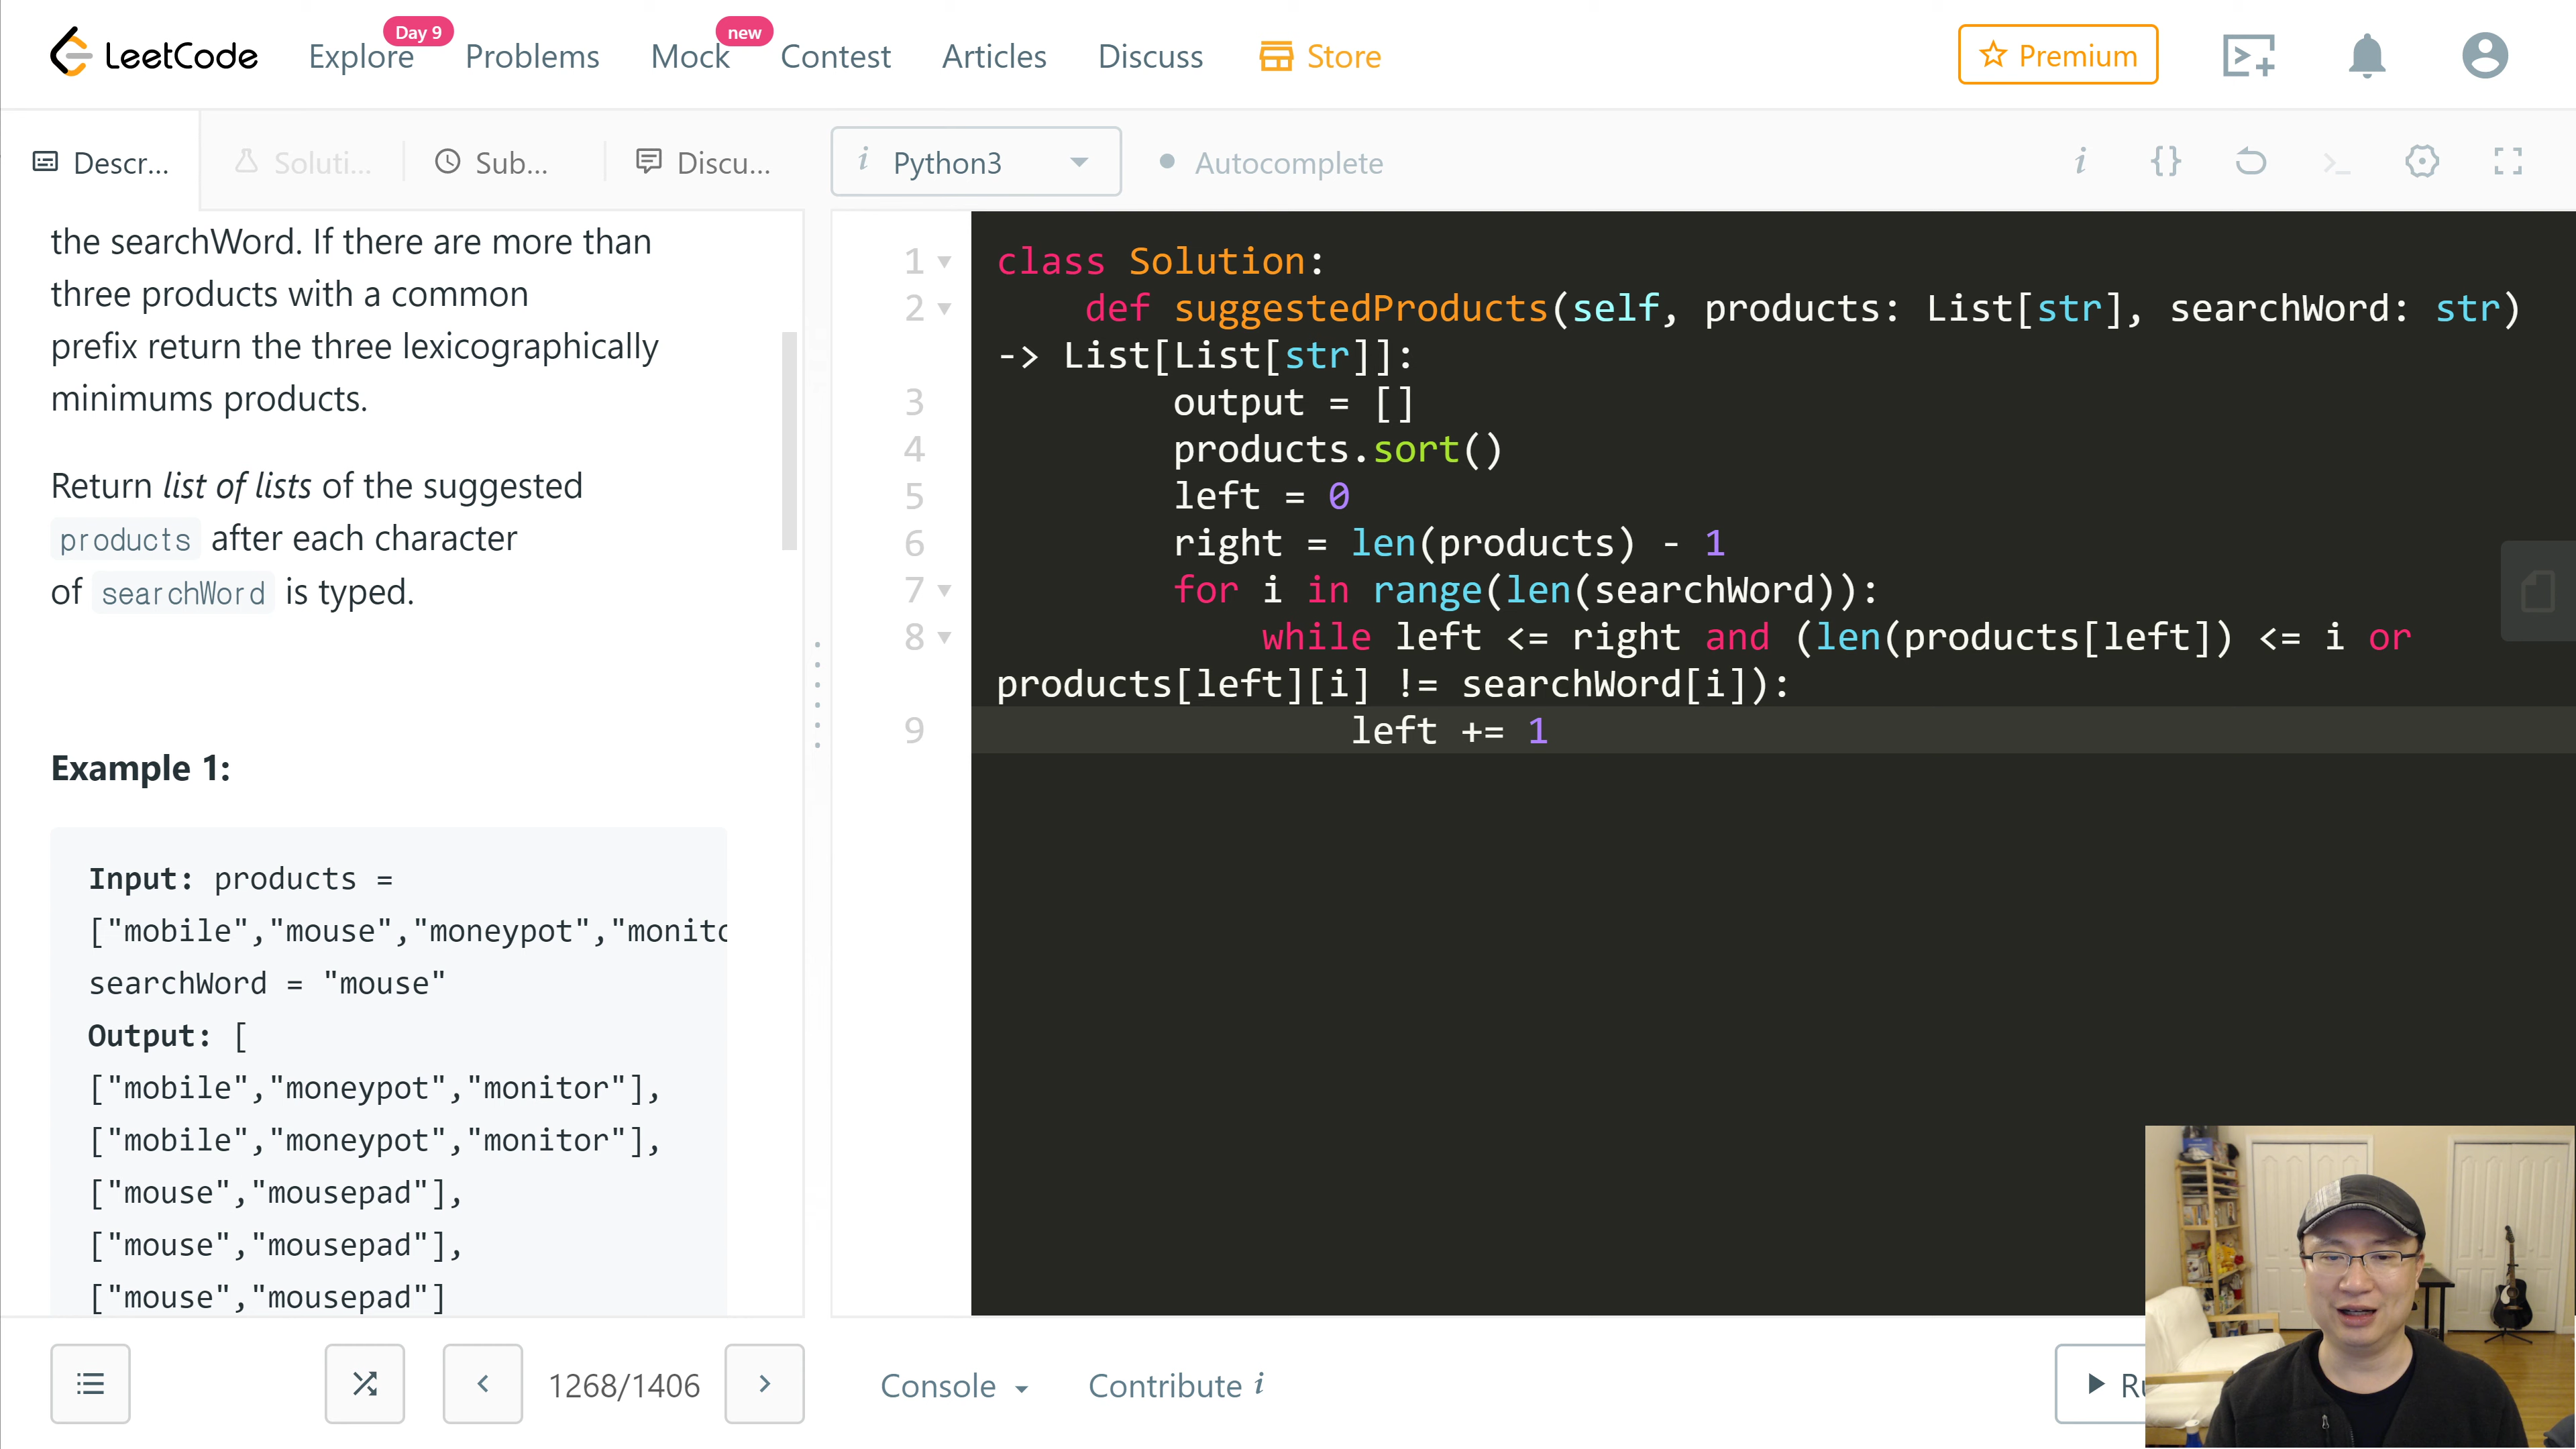 LeetCode
Explore
Day 9
Problems
Mock
new
Contest
Articles
Discuss
Store
Premium
Descr...
Soluti...
Sub...
Discu...
i Python3
Autocomplete
i {}
the searchWord. If there are more than
three products with a common
prefix return the three lexicographically
minimums products.
Return list of lists of the suggested
products after each character
of searchWord is typed.
Example 1:
Input: products =
["mobile","mouse","moneypot","monito
searchWord = "mouse"
Output: [
["mobile","moneypot","monitor"],
["mobile","moneypot","monitor"],
["mouse","mousepad"],
["mouse","mousepad"],
["mouse","mousepad"]
1 class Solution:
2 def suggestedProducts(self, products: List[str], searchWord: str)
-> List[List[str]]:
3 output = []
4 products.sort()
5 left = 0
6 right = len(products) - 1
7 for i in range(len(searchWord)):
8 while left <= right and (len(products[left]) <= i or
products[left][i] != searchWord[i]):
9 left += 1
1268/1406
Console
Contribute i